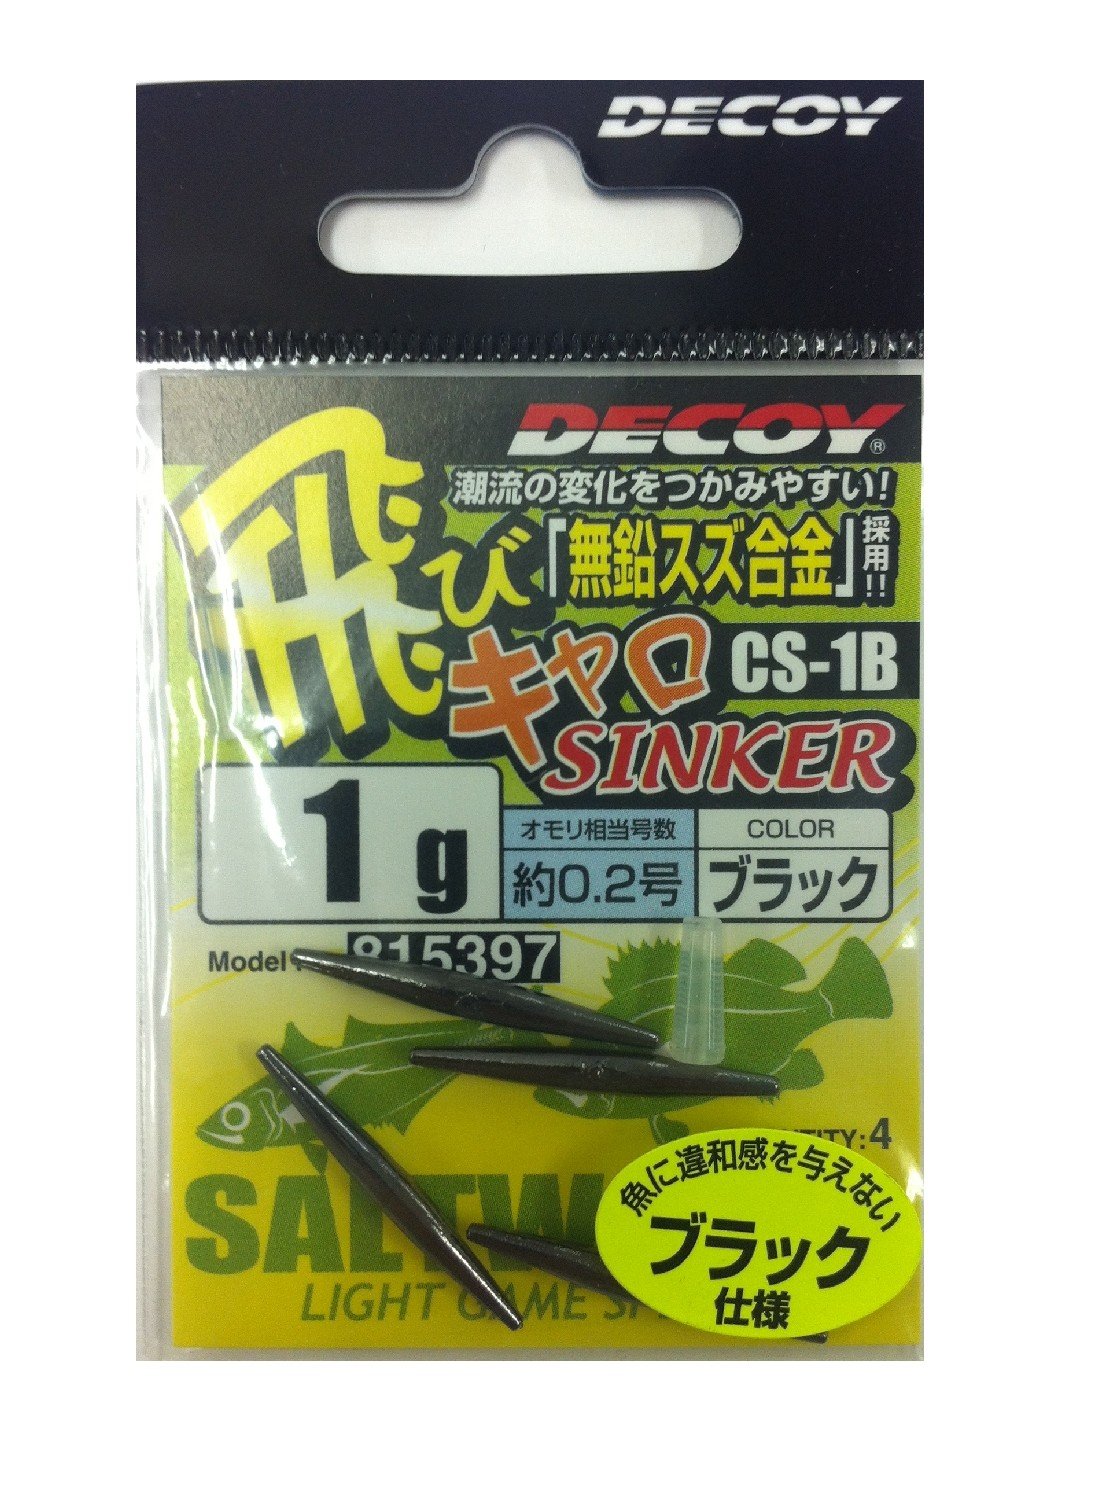 DECOY
DECOY®
潮流の変化をつかみやすい!
「無鉛スズ合金」採用!!
飛び
キャロ
CS-1B
SINKER
1g
オモリ相当号数
COLOR
約0.2号
ブラック
Model
815397
TITY:4
SALTW
LIGHT GAME
魚に違和感を与えない
ブラック
仕様